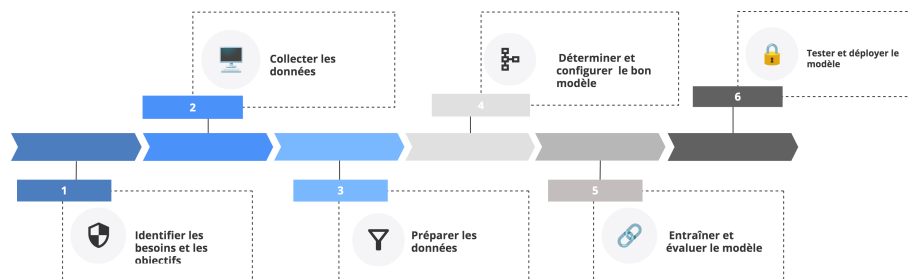 1
Identifier les
besoins et les
objectifs
2
Collecter les
données
3
Préparer les
données
4
Déterminer et
configurer le bon
modèle
5
Entraîner et
évaluer le modèle
6
Tester et déployer le
modèle